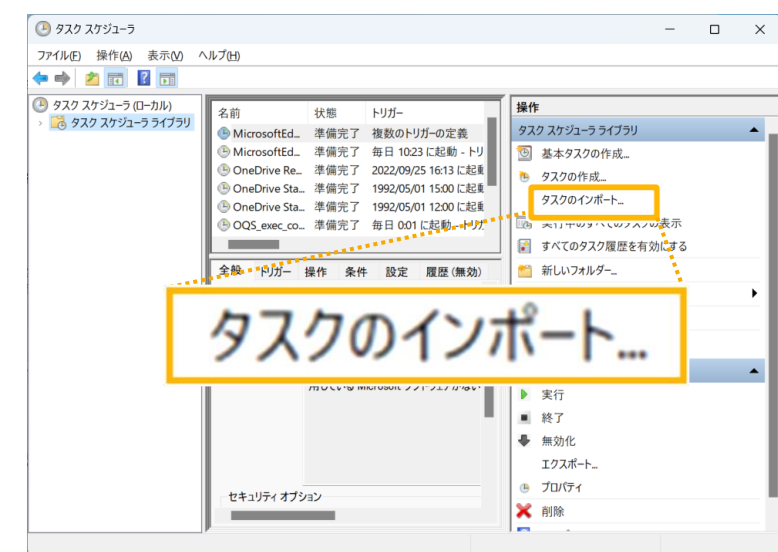 タスク スケジューラ
ファイル(F) 操作(A) 表示(V) ヘルプ(H)
タスク スケジューラ (ローカル)
タスク スケジューラ ライブラリ
名前 状態 トリガー
MicrosoftEd... 準備完了 複数のトリガーの定義
MicrosoftEd... 準備完了 毎日 10:23 に起動 - トリ
OneDrive Re... 準備完了 2022/09/25 16:13 に起動
OneDrive Sta... 準備完了 1992/05/01 15:00 に起動
OneDrive Sta... 準備完了 1992/05/01 12:00 に起動
OQS_exec_co... 準備完了 毎日 0:01 に起動 - トリガ
全般 トリガー 操作 条件 設定 履歴 (無効)
セキュリティ オプション
操作
タスク スケジューラ ライブラリ
基本タスクの作成...
タスクの作成...
タスクのインポート...
実行中のすべてのタスクの表示
すべてのタスク履歴を有効にする
新しいフォルダー...
タスクのインポート...
実行
終了
無効化
エクスポート...
プロパティ
削除